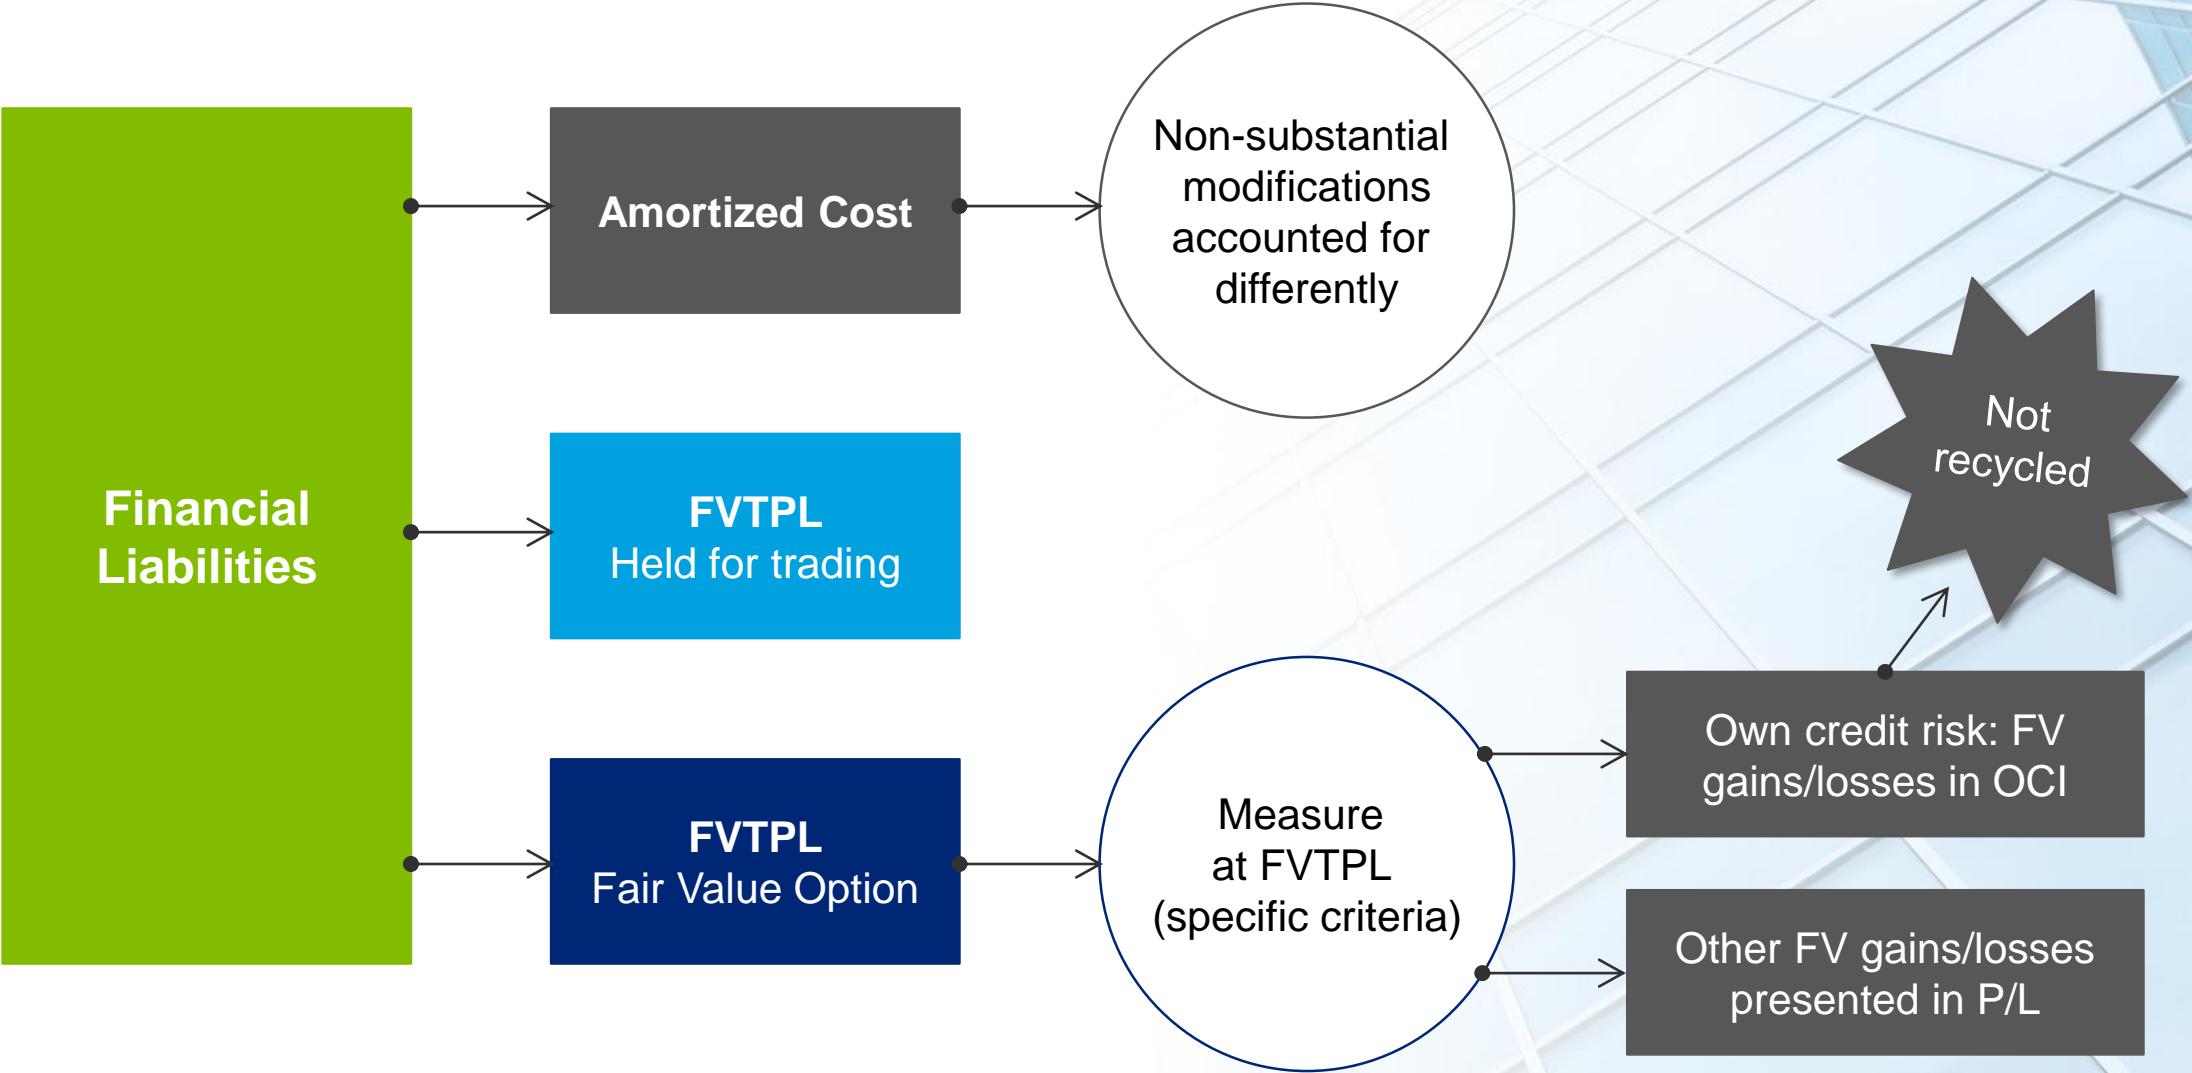 Financial
Liabilities
Amortized Cost
Non-substantial
modifications
accounted for
differently
FVTPL
Held for trading
FVTPL
Fair Value Option
Measure
at FVTPL
(specific criteria)
Not
recycled
Own credit risk: FV
gains/losses in OCI
Other FV gains/losses
presented in P/L